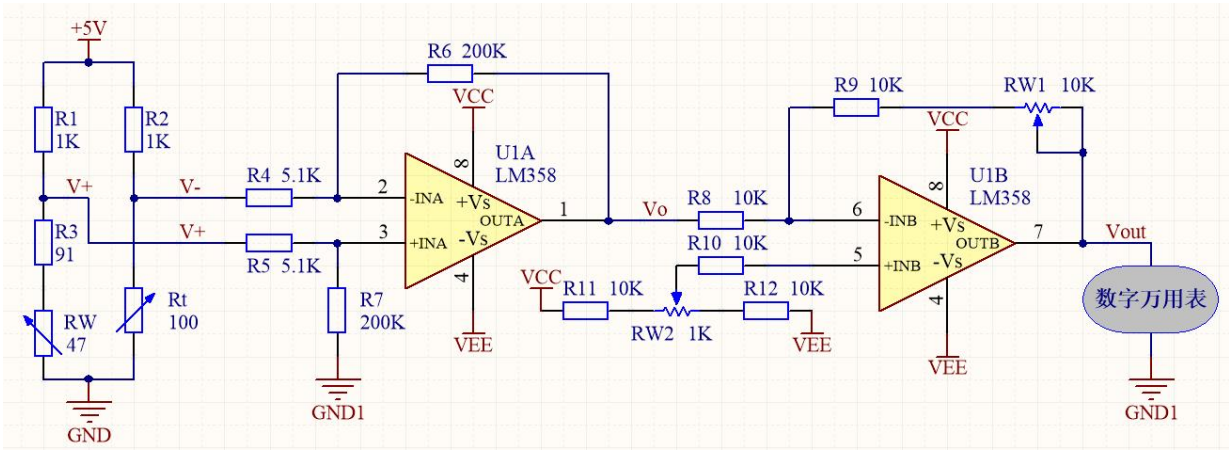 +5V
R1
1K
R2
1K
V+
V-
V+
R3
91
RW
47
Rt
100
GND
R4 5.1K
R5 5.1K
R6 200K
R7
200K
GND1
VCC
8
U1A
LM358
2
-INA
+Vs
OUTA
1
3
+INA
-Vs
4
VEE
Vo
R8 10K
R9 10K
RW1 10K
R10 10K
VCC
R11 10K
RW2 1K
R12 10K
VEE
VCC
8
U1B
LM358
6
-INB
+Vs
OUTB
7
5
+INB
-Vs
4
VEE
Vout
数字万用表
GND1